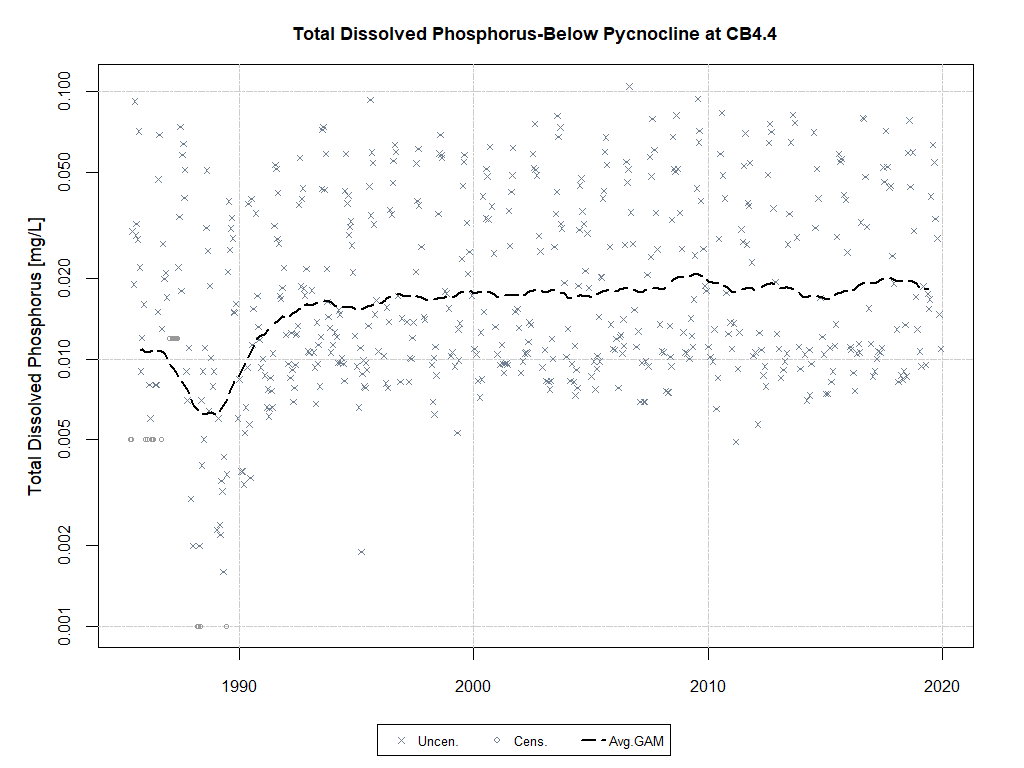 Total Dissolved Phosphorus-Below Pycnocline at CB4.4
Total Dissolved Phosphorus [mg/L]
0.100
0.050
0.020
0.010
0.005
0.002
0.001
1990 2000 2010 2020
Uncen. Cens. Avg.GAM